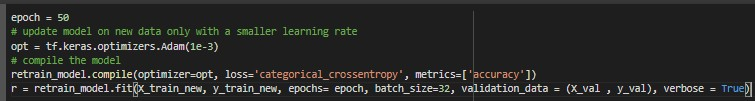 epoch = 50
# update model on new data only with a smaller learning rate
opt = tf.keras.optimizers.Adam(1e-3)
# compile the model
retrain_model.compile(optimizer=opt, loss='categorical_crossentropy', metrics=['accuracy'])
r = retrain_model.fit(X_train_new, y_train_new, epochs= epoch, batch_size=32, validation_data = (X_val , y_val), verbose = True)